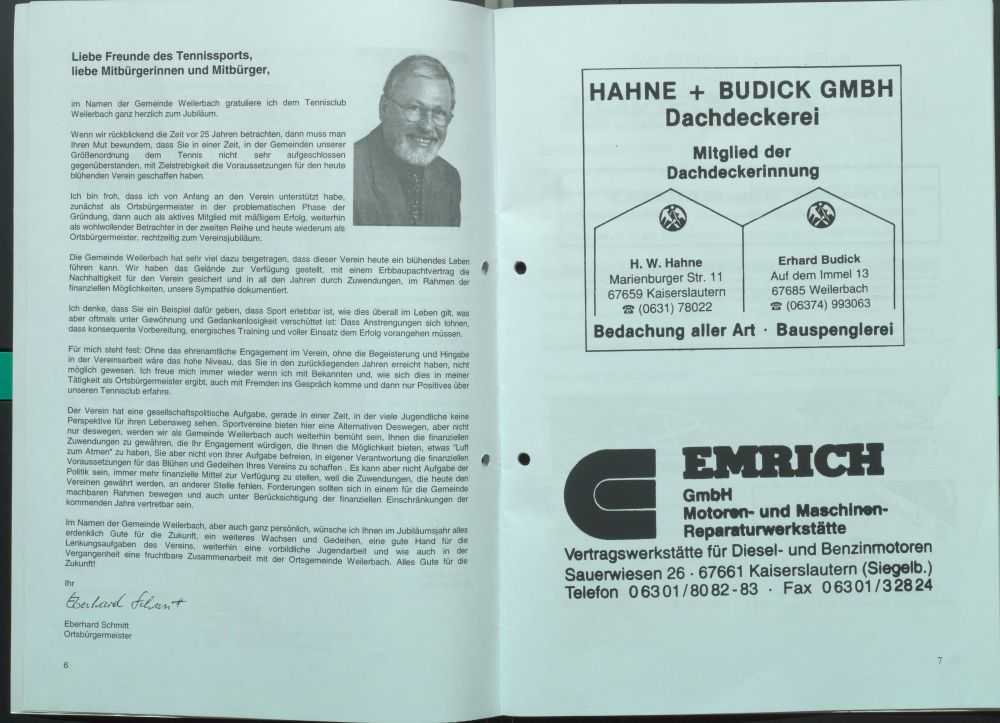 Liebe Freunde des Tennissports,
liebe Mitbürgerinnen und Mitbürger,
im Namen der Gemeinde Weilerbach gratuliere ich dem Tennisclub
Weilerbach ganz herzlich zum Jubiläum.
Wenn wir rückblickend die Zeit vor 25 Jahren betrachten, dann muss man
Ihren Mut bewundern, dass Sie in einer Zeit, in der Gemeinden unserer
Größenordnung dem Tennis nicht sehr aufgeschlossen
gegenüberstanden, mit Zielstrebigkeit die Voraussetzungen für den heute
blühenden Verein geschaffen haben.
Ich bin froh, dass ich von Anfang an den Verein unterstützt habe,
zunächst als Ortsbürgermeister in der problematischen Phase der
Gründung, dann auch als aktives Mitglied mit mäßigem Erfolg, weiterhin
als wohlwollender Betrachter in der zweiten Reihe und heute wiederum als
Ortsbürgermeister, rechtzeitig zum Vereinsjubiläum.
Die Gemeinde Weilerbach hat sehr viel dazu beigetragen, dass dieser Verein heute ein blühendes Leben
führen kann. Wir haben das Gelände zur Verfügung gestellt, mit einem Erbbaupachtvertrag die
Nachhaltigkeit für den Verein gesichert und in all den Jahren durch Zuwendungen, im Rahmen der
finanziellen Möglichkeiten, unsere Sympathie dokumentiert.
Ich denke, dass Sie ein Beispiel dafür geben, dass Sport erlebbar ist, wie dies überall im Leben gilt, was
aber oftmals unter Gewöhnung und Gedankenlosigkeit verschüttet ist: Dass Anstrengungen sich lohnen,
dass konsequente Vorbereitung, energisches Training und voller Einsatz dem Erfolg vorangehen müssen.
Für mich steht fest: Ohne das ehrenamtliche Engagement im Verein, ohne die Begeisterung und Hingabe
in der Vereinsarbeit wäre das hohe Niveau, das Sie in den zurückliegenden Jahren erreicht haben, nicht
möglich gewesen. Ich freue mich immer wieder wenn ich mit Bekannten und, wie sich dies in meiner
Tätigkeit als Ortsbürgermeister ergibt, auch mit Fremden ins Gespräch komme und dann nur Positives über
unseren Tennisclub erfahre.
Der Verein hat eine gesellschaftspolitische Aufgabe, gerade in einer Zeit, in der viele Jugendliche keine
Perspektive für ihren Lebensweg sehen. Sportvereine bieten hier eine Alternativen Deswegen, aber nicht
nur deswegen, werden wir als Gemeinde Weilerbach auch weiterhin bemüht sein, Ihnen die finanziellen
Zuwendungen zu gewähren, die Ihr Engagement würdigen, die Ihnen die Möglichkeit bieten, etwas "Luft
zum Atmen" zu haben, Sie aber nicht von Ihrer Aufgabe befreien, in eigener Verantwortung die finanziellen
Voraussetzungen für das Blühen und Gedeihen Ihres Vereins zu schaffen . Es kann aber nicht Aufgabe der
Politik sein, immer mehr finanzielle Mittel zur Verfügung zu stellen, weil die Zuwendungen, die heute den
Vereinen gewährt werden, an anderer Stelle fehlen. Forderungen sollten sich in einem für die Gemeinde
machbaren Rahmen bewegen und auch unter Berücksichtigung der finanziellen Einschränkungen der
kommenden Jahre vertretbar sein.
Im Namen der Gemeinde Weilerbach, aber auch ganz persönlich, wünsche ich Ihnen im Jubiläumsjahr alles
erdenklich Gute für die Zukunft, ein weiteres Wachsen und Gedeihen, eine gute Hand für die
Lenkungsaufgaben des Vereins, weiterhin eine vorbildliche Jugendarbeit und wie auch in der
Vergangenheit eine fruchtbare Zusammenarbeit mit der Ortsgemeinde Weilerbach. Alles Gute für die
Zukunft!
Ihr
Eberhard Schmitt
Eberhard Schmitt
Ortsbürgermeister
6
HAHNE + BUDICK GMBH
Dachdeckerei
Mitglied der
Dachdeckerinnung
H. W. Hahne
Marienburger Str. 11
67659 Kaiserslautern
☎ (0631) 78022
Erhard Budick
Auf dem Immel 13
67685 Weilerbach
☎ (06374) 993063
Bedachung aller Art · Bauspenglerei
EMRICH
GmbH
Motoren- und Maschinen-
Reparaturwerkstätte
Vertragswerkstätte für Diesel- und Benzinmotoren
Sauerwiesen 26 · 67661 Kaiserslautern (Siegelb.)
Telefon 06301/8082-83 · Fax 06301/32824
7